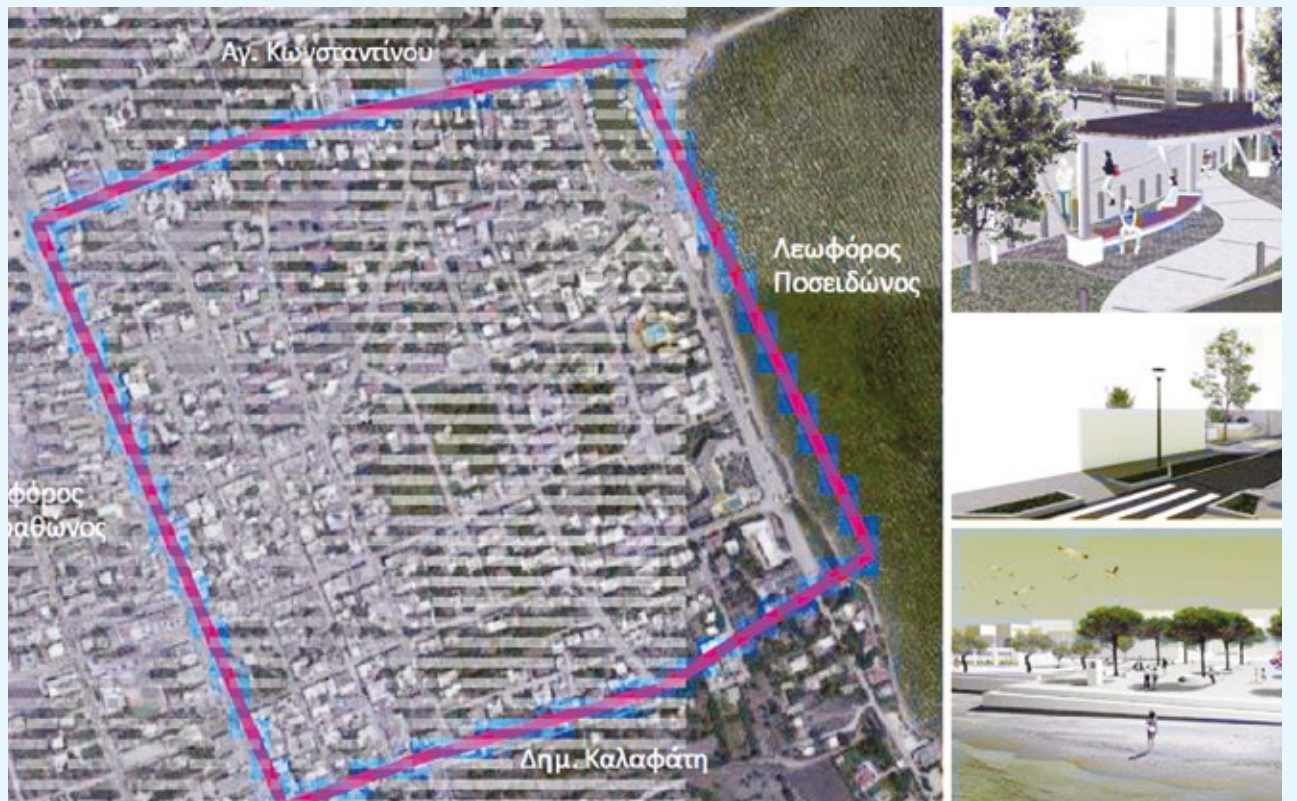 Αγ. Κωνσταντίνου
Λεωφόρος
Ποσειδώνος
φόρος
ραθώνος
Δημ. Καλαφάτη